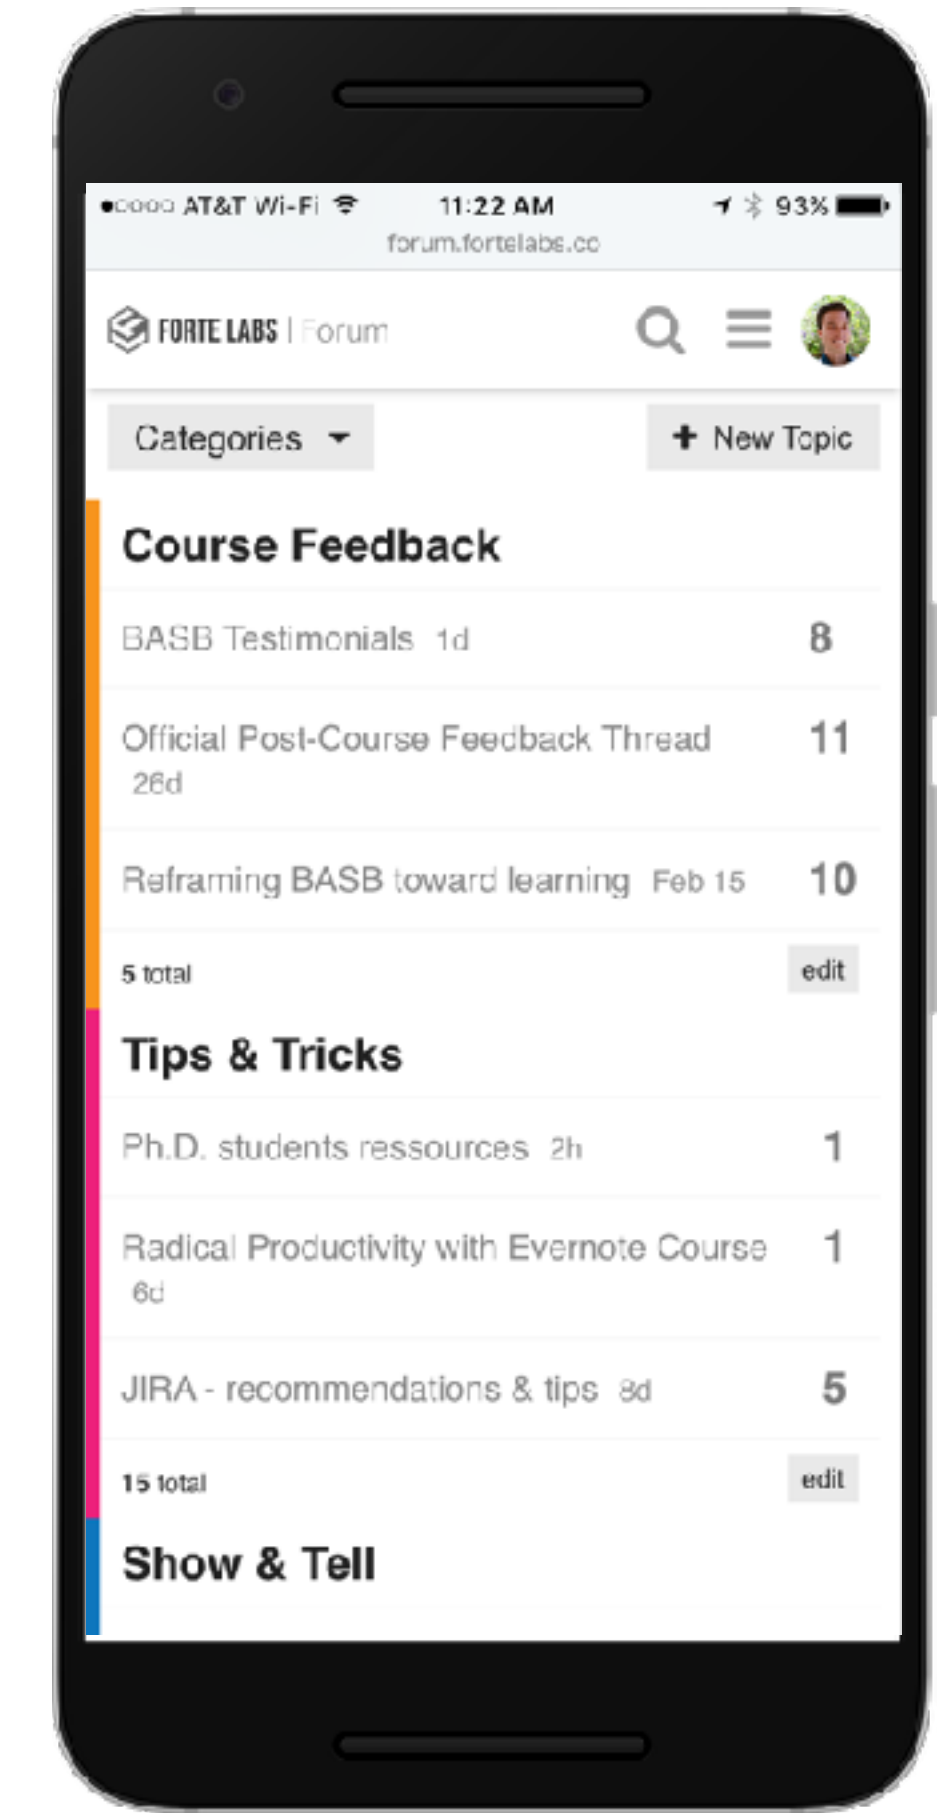 AT&T Wi-Fi 11:22 AM 93%
forum.fortelabs.co
FORTE LABS | Forum
Categories + New Topic
Course Feedback
BASB Testimonials 1d 8
Official Post-Course Feedback Thread 11
26d
Reframing BASB toward learning Feb 15 10
5 total edit
Tips & Tricks
Ph.D. students ressources 2h 1
Radical Productivity with Evernote Course 1
6d
JIRA - recommendations & tips 8d 5
15 total edit
Show & Tell